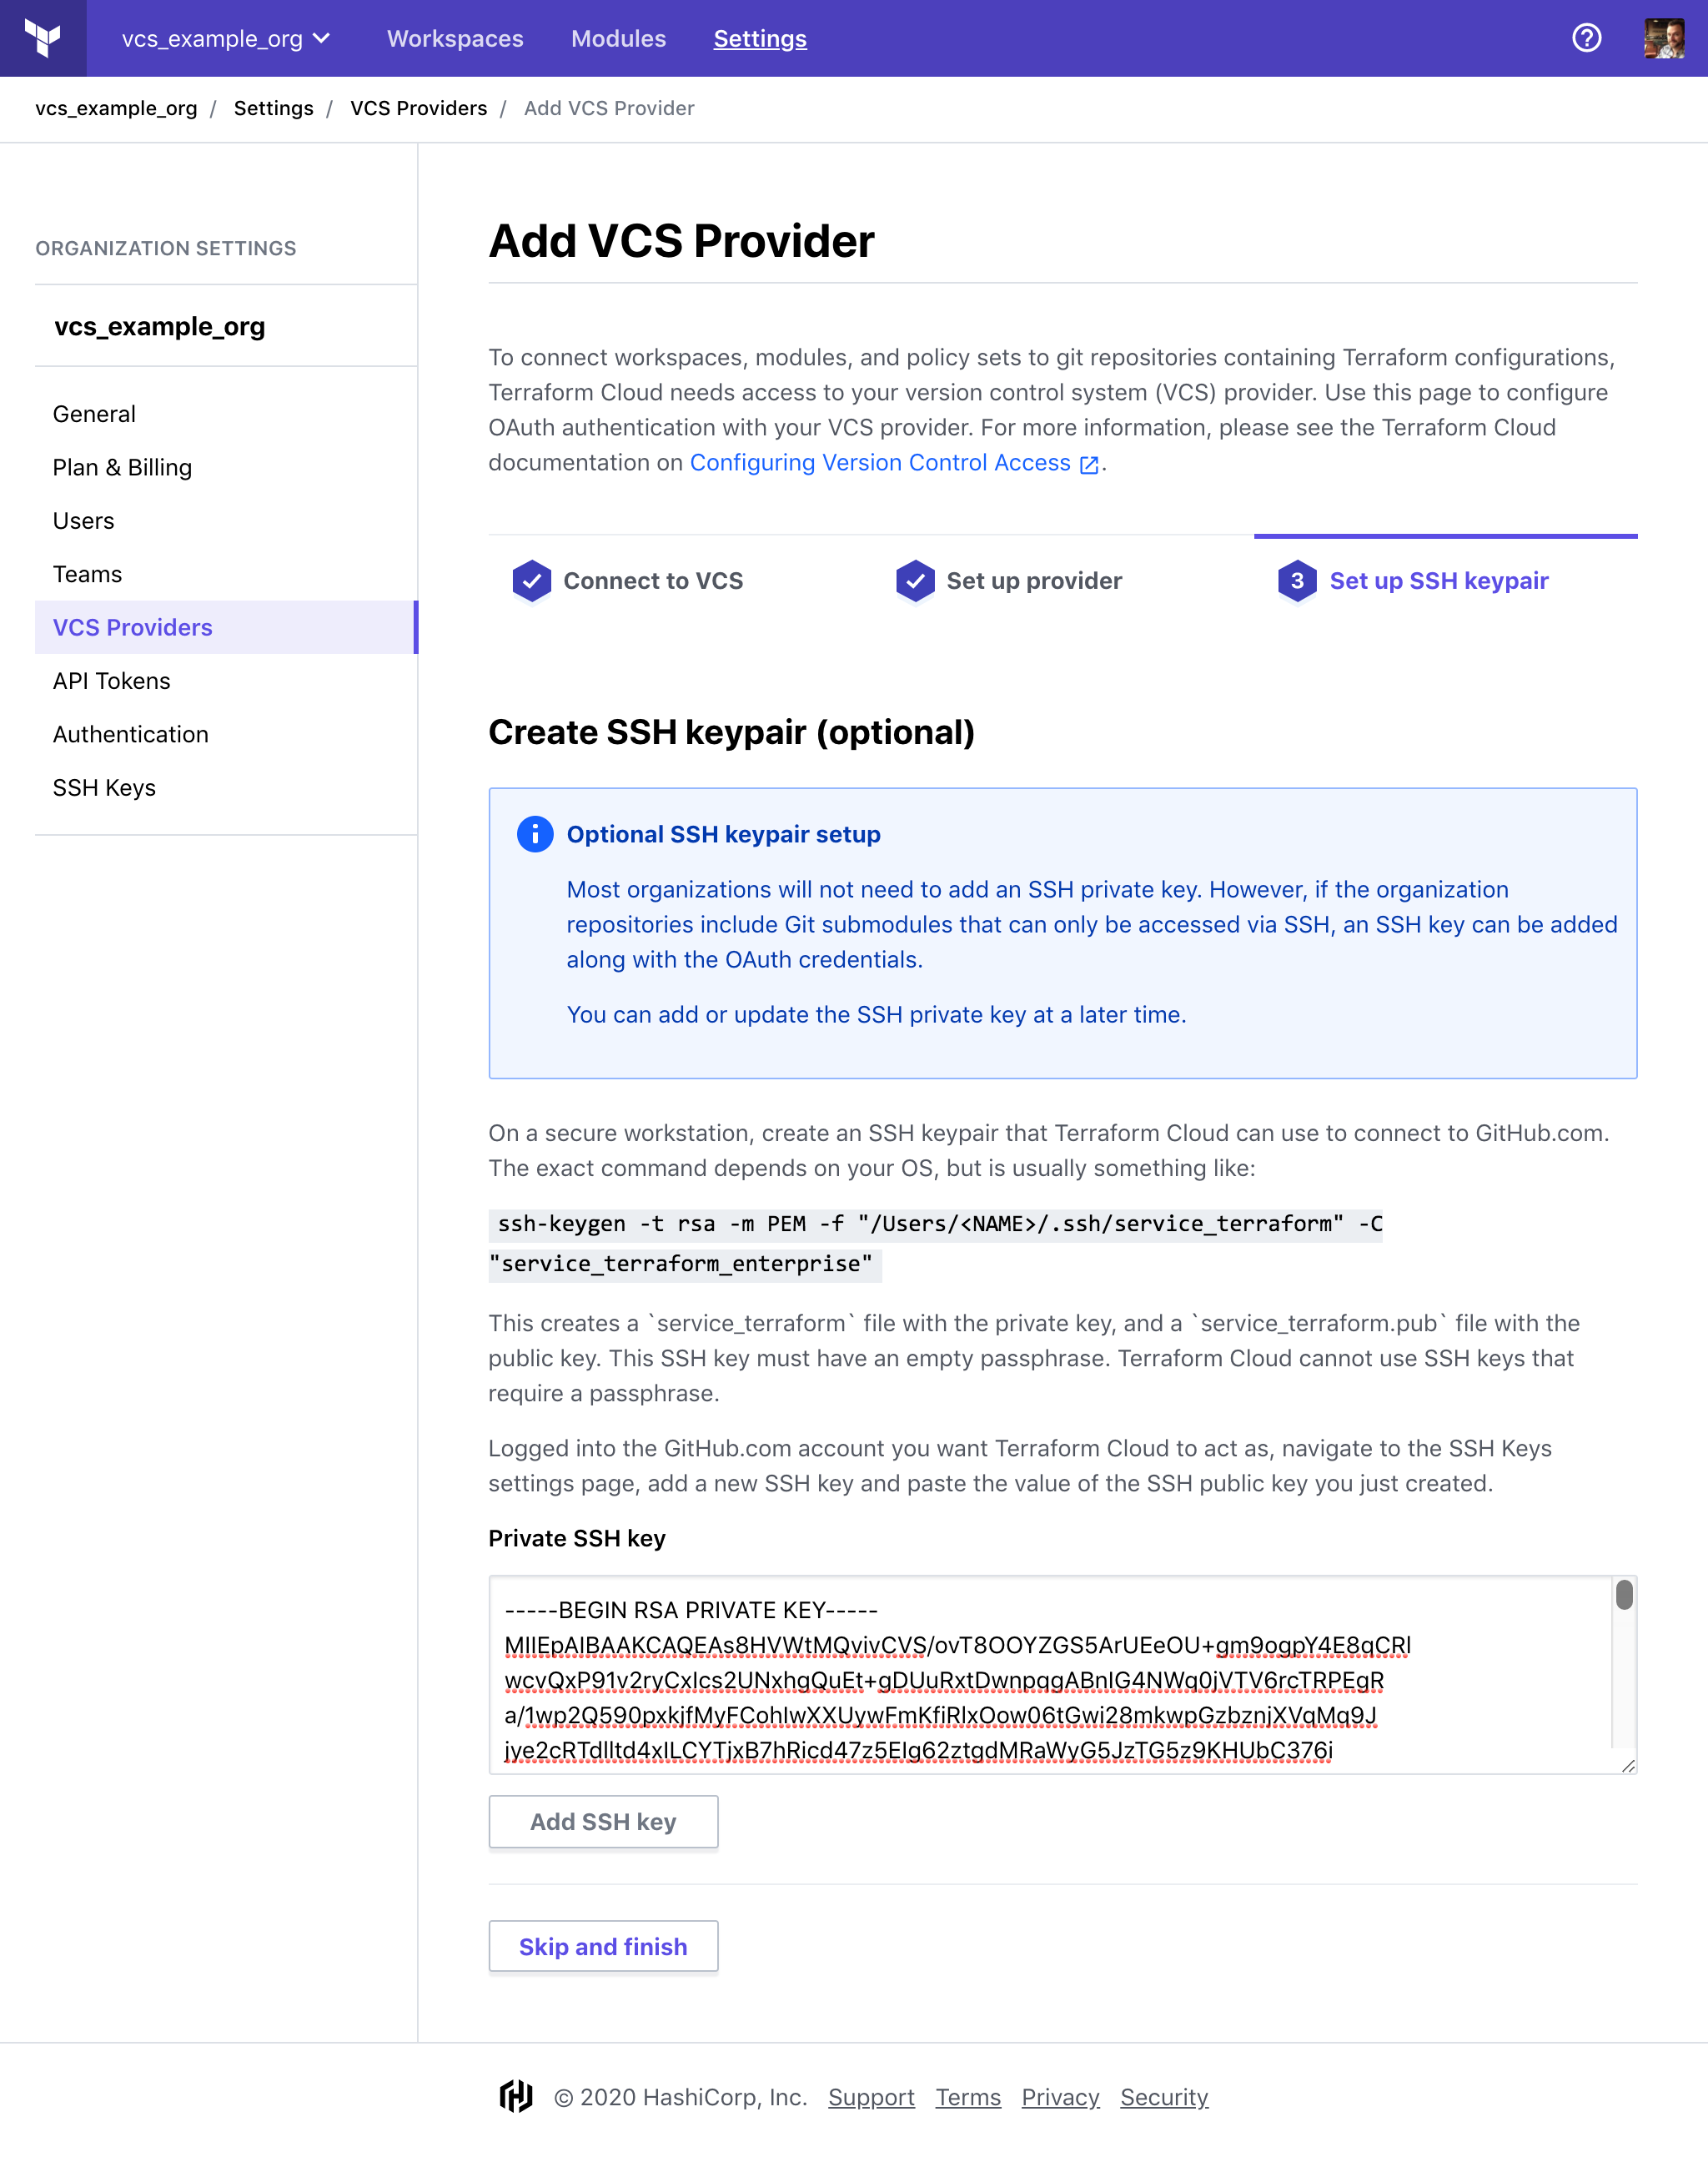 vcs_example_org Workspaces Modules Settings
vcs_example_org / Settings / VCS Providers / Add VCS Provider
ORGANIZATION SETTINGS
vcs_example_org
General
Plan & Billing
Users
Teams
VCS Providers
API Tokens
Authentication
SSH Keys
Add VCS Provider
To connect workspaces, modules, and policy sets to git repositories containing Terraform configurations,
Terraform Cloud needs access to your version control system (VCS) provider. Use this page to configure
OAuth authentication with your VCS provider. For more information, please see the Terraform Cloud
documentation on Configuring Version Control Access .
Connect to VCS
Set up provider
3 Set up SSH keypair
Create SSH keypair (optional)
Optional SSH keypair setup
Most organizations will not need to add an SSH private key. However, if the organization
repositories include Git submodules that can only be accessed via SSH, an SSH key can be added
along with the OAuth credentials.
You can add or update the SSH private key at a later time.
On a secure workstation, create an SSH keypair that Terraform Cloud can use to connect to GitHub.com.
The exact command depends on your OS, but is usually something like:
ssh-keygen -t rsa -m PEM -f "/Users/<NAME>/.ssh/service_terraform" -C
"service_terraform_enterprise"
This creates a `service_terraform` file with the private key, and a `service_terraform.pub` file with the
public key. This SSH key must have an empty passphrase. Terraform Cloud cannot use SSH keys that
require a passphrase.
Logged into the GitHub.com account you want Terraform Cloud to act as, navigate to the SSH Keys
settings page, add a new SSH key and paste the value of the SSH public key you just created.
Private SSH key
-----BEGIN RSA PRIVATE KEY-----
MIIEpAIBAAKCAQEAs8HVWtMQvivCVS/ovT8OOYZGS5ArUEeOU+gm9ogpY4E8qCRl
wcvQxP91v2ryCxIcs2UNxhgQuEt+gDUuRxtDwnpqgABnIG4NWq0jVTV6rcTRPEgR
a/1wp2Q590pxkjfMyFCohIwXXUywFmKfiRlxOow06tGwi28mkwpGzbznjXVqMq9J
jye2cRTdlltd4xILCYTjxB7hRicd47z5EIg62ztgdMRaWyG5JzTG5z9KHUbC376i
Add SSH key
Skip and finish
© 2020 HashiCorp, Inc. Support Terms Privacy Security